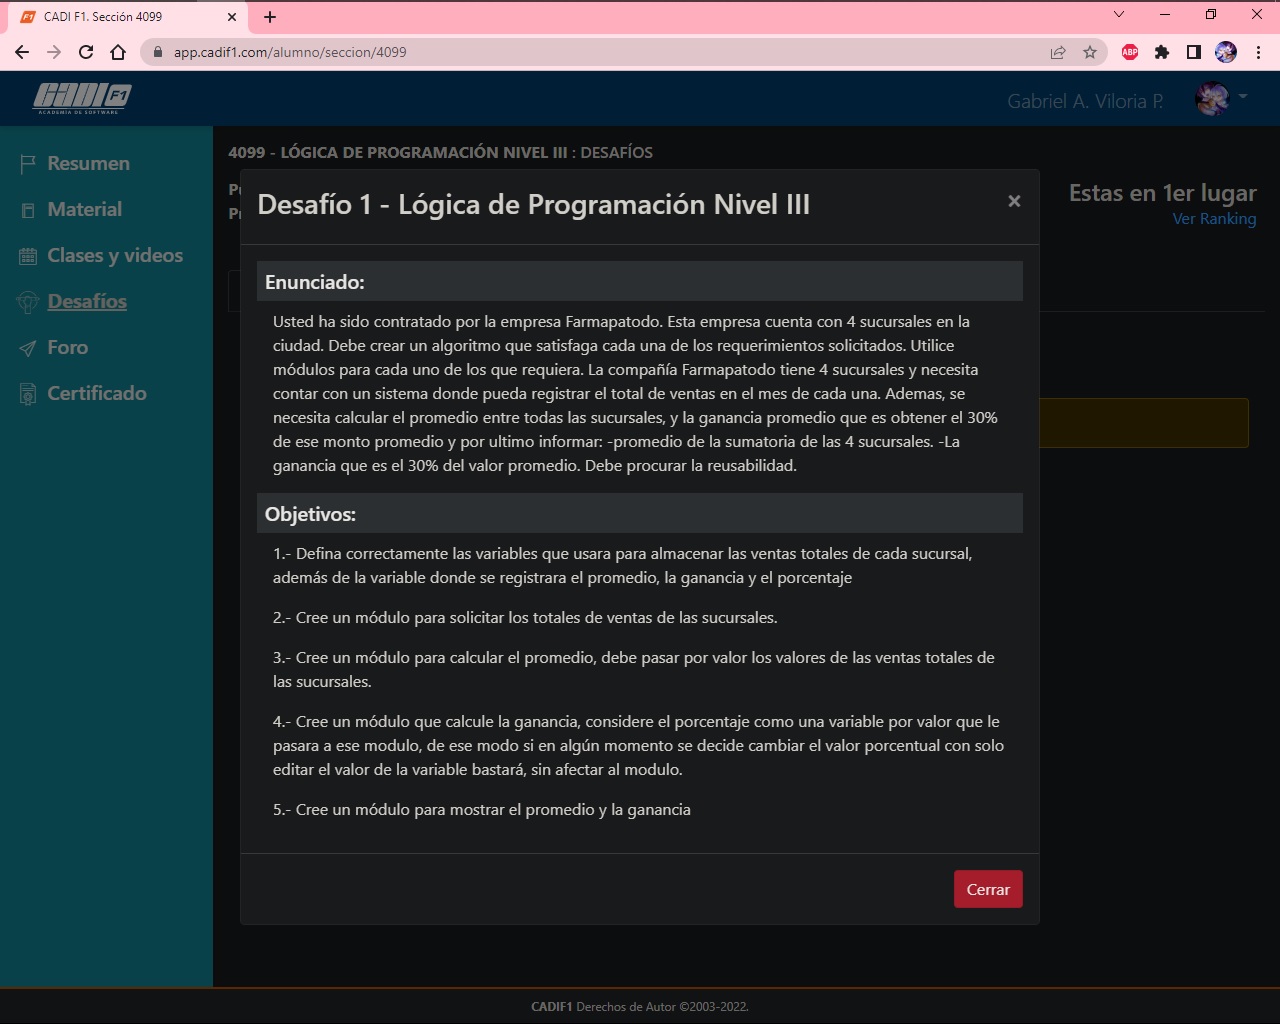 CADI F1. Sección 4099
app.cadif1.com/alumno/seccion/4099
ABP
CADI F1
ACADEMIA DE SOFTWARE
Gabriel A. Viloria P.
Resumen
Material
Clases y videos
Desafíos
Foro
Certificado
4099 - LÓGICA DE PROGRAMACIÓN NIVEL III : DESAFÍOS
Estas en 1er lugar
Ver Ranking
Desafío 1 - Lógica de Programación Nivel III
×
Enunciado:
Usted ha sido contratado por la empresa Farmapatodo. Esta empresa cuenta con 4 sucursales en la
ciudad. Debe crear un algoritmo que satisfaga cada una de los requerimientos solicitados. Utilice
módulos para cada uno de los que requiera. La compañía Farmapatodo tiene 4 sucursales y necesita
contar con un sistema donde pueda registrar el total de ventas en el mes de cada una. Ademas, se
necesita calcular el promedio entre todas las sucursales, y la ganancia promedio que es obtener el 30%
de ese monto promedio y por ultimo informar: -promedio de la sumatoria de las 4 sucursales. -La
ganancia que es el 30% del valor promedio. Debe procurar la reusabilidad.
Objetivos:
1.- Defina correctamente las variables que usara para almacenar las ventas totales de cada sucursal,
además de la variable donde se registrara el promedio, la ganancia y el porcentaje
2.- Cree un módulo para solicitar los totales de ventas de las sucursales.
3.- Cree un módulo para calcular el promedio, debe pasar por valor los valores de las ventas totales de
las sucursales.
4.- Cree un módulo que calcule la ganancia, considere el porcentaje como una variable por valor que le
pasara a ese modulo, de ese modo si en algún momento se decide cambiar el valor porcentual con solo
editar el valor de la variable bastará, sin afectar al modulo.
5.- Cree un módulo para mostrar el promedio y la ganancia
Cerrar
CADIF1 Derechos de Autor ©2003-2022.